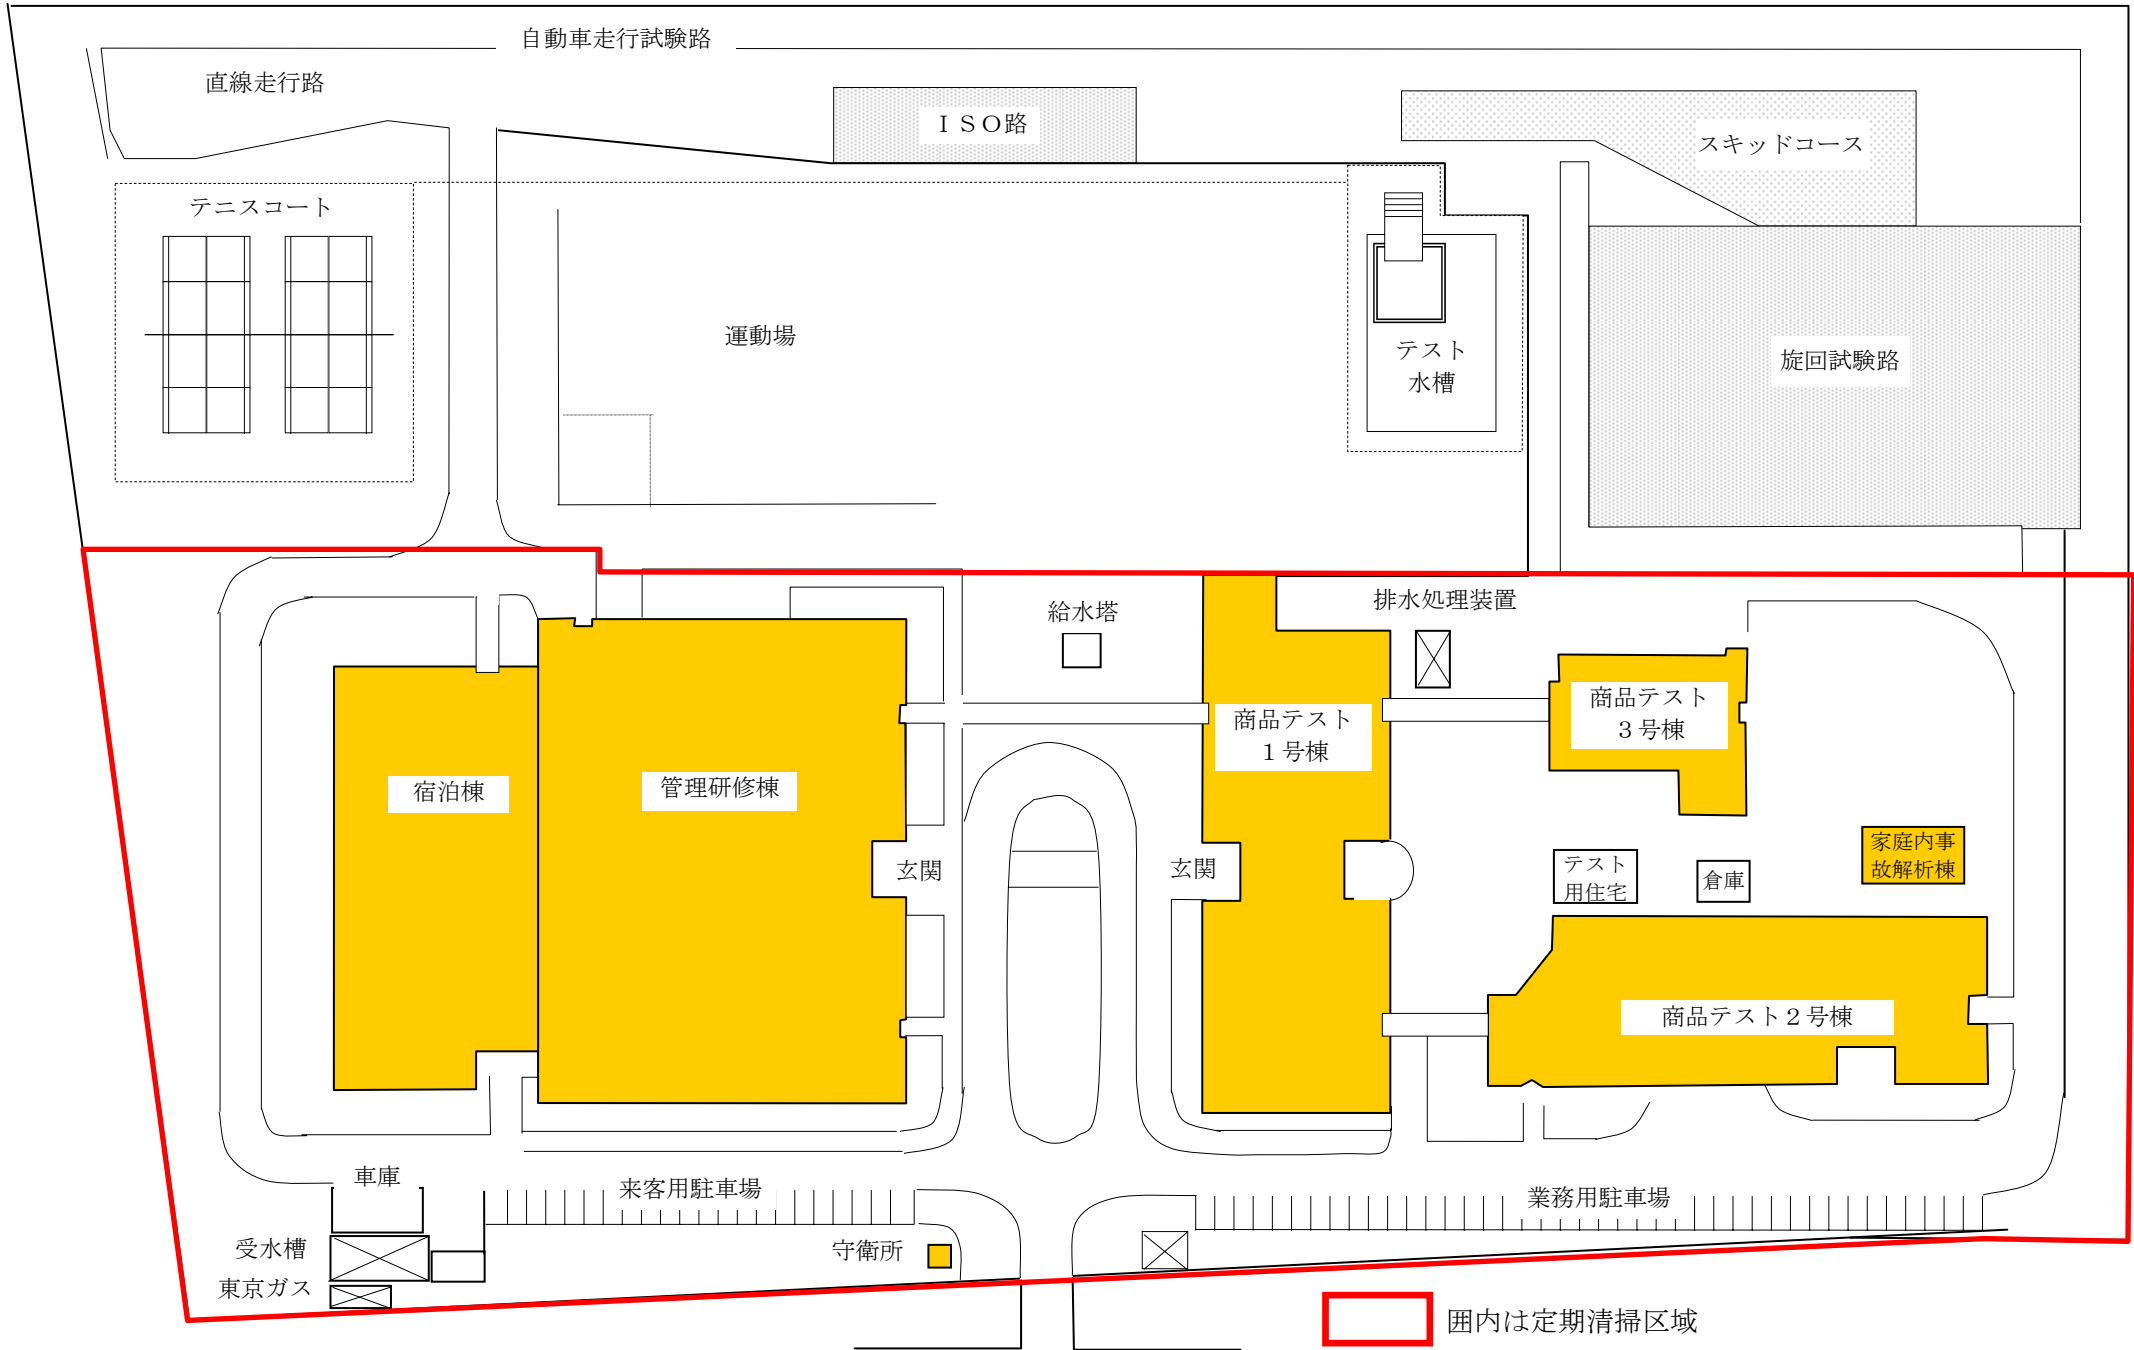 自動車走行試験路
直線走行路
ＩＳＯ路
スキッドコース
テニスコート
運動場
テスト
水槽
旋回試験路
給水塔
排水処理装置
商品テスト
３号棟
商品テスト
１号棟
宿泊棟
管理研修棟
玄関
玄関
テスト
用住宅
倉庫
家庭内事
故解析棟
商品テスト２号棟
車庫
来客用駐車場
業務用駐車場
受水槽
守衛所
東京ガス
囲内は定期清掃区域